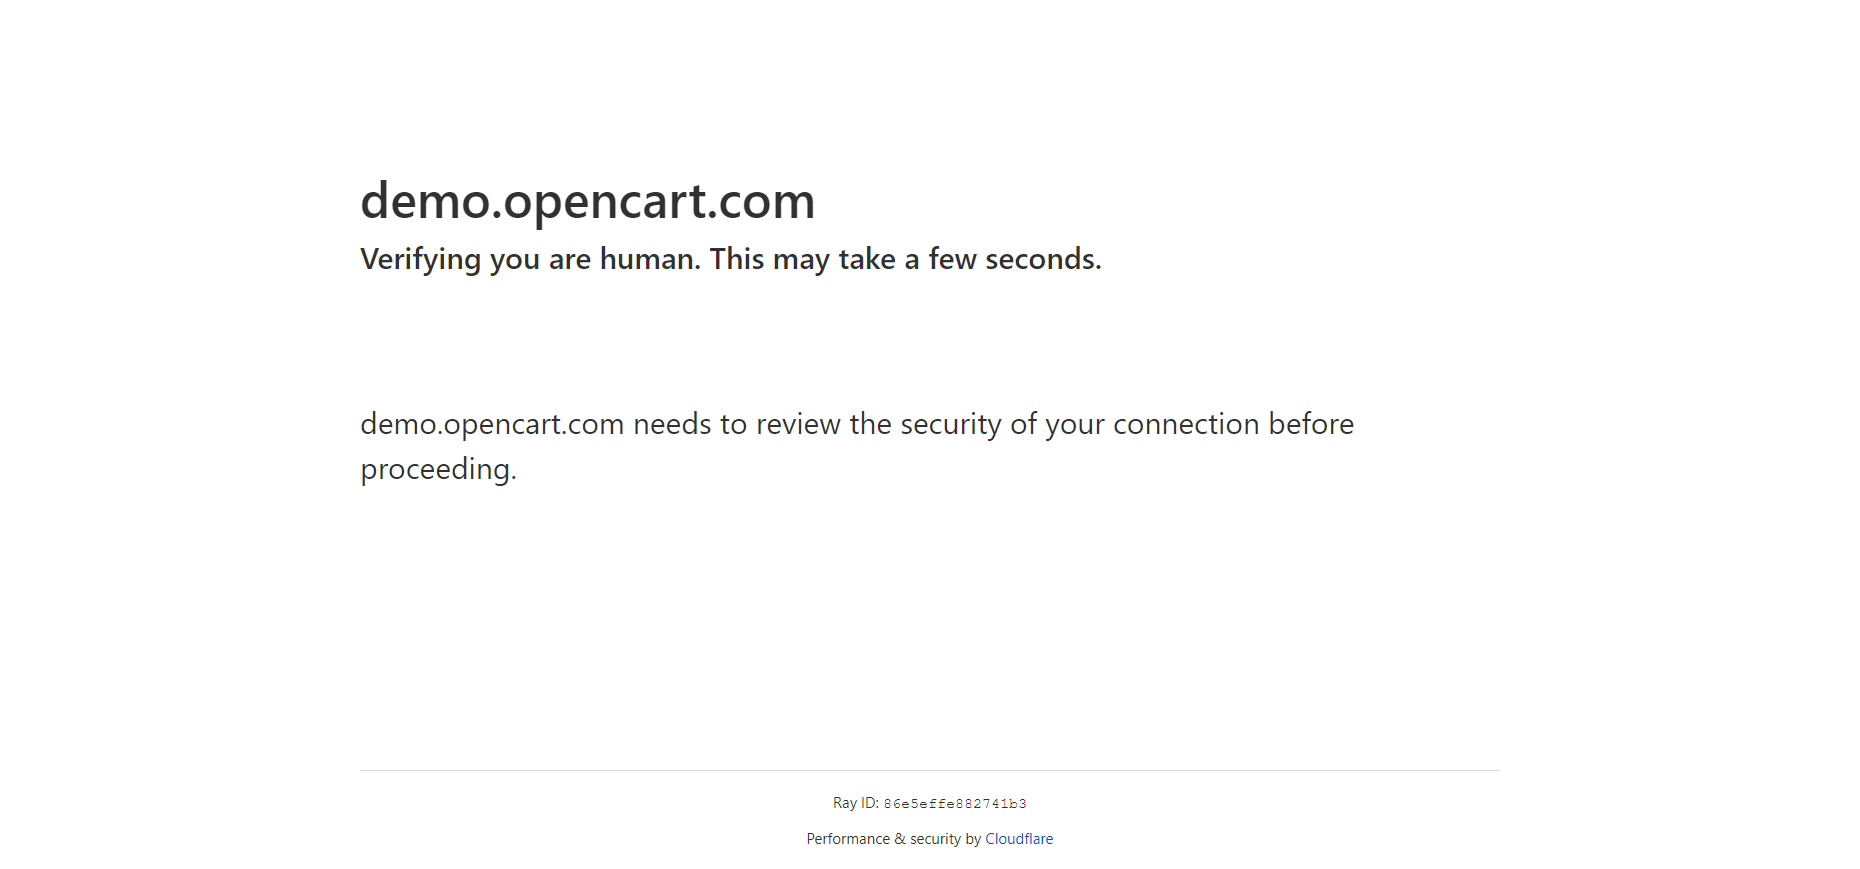 demo.opencart.com
Verifying you are human. This may take a few seconds.
demo.opencart.com needs to review the security of your connection before
proceeding.
Ray ID: 86e5effe882741b3
Performance & security by Cloudflare